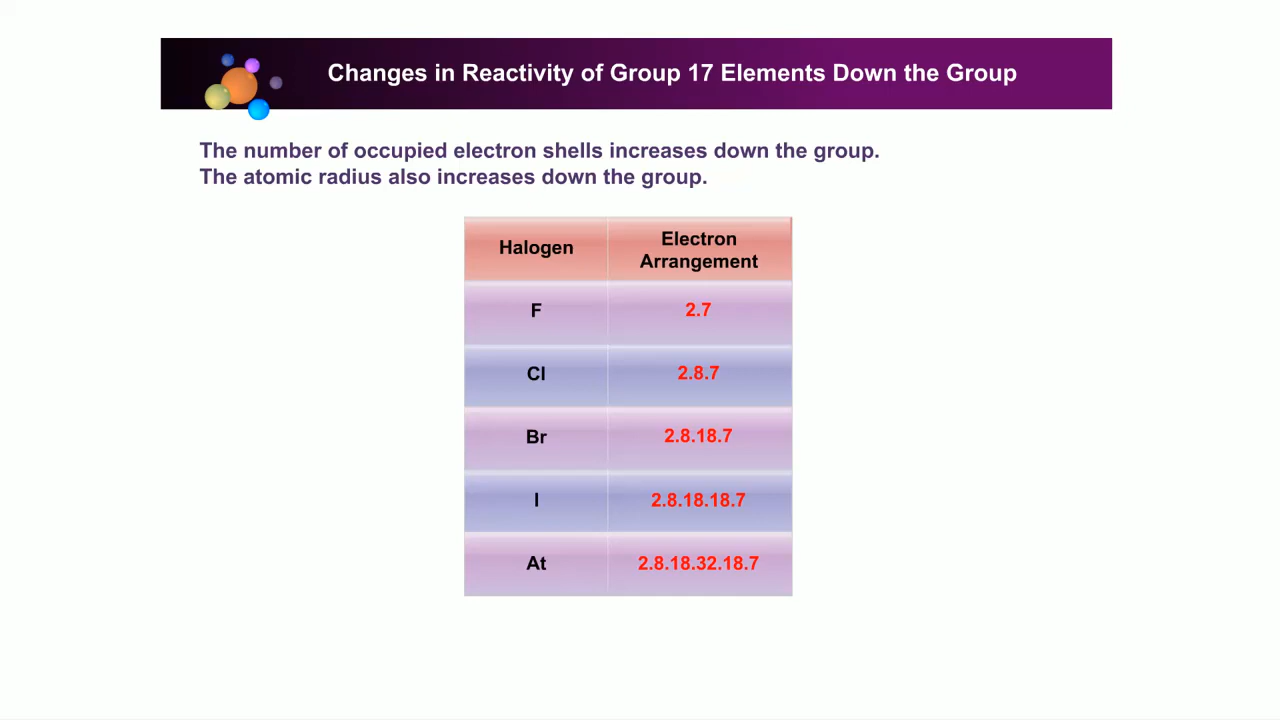 Changes in Reactivity of Group 17 Elements Down the Group
The number of occupied electron shells increases down the group.
The atomic radius also increases down the group.
Halogen
Electron
Arrangement
F
2.7
Cl
2.8.7
Br
2.8.18.7
I
2.8.18.18.7
At
2.8.18.32.18.7